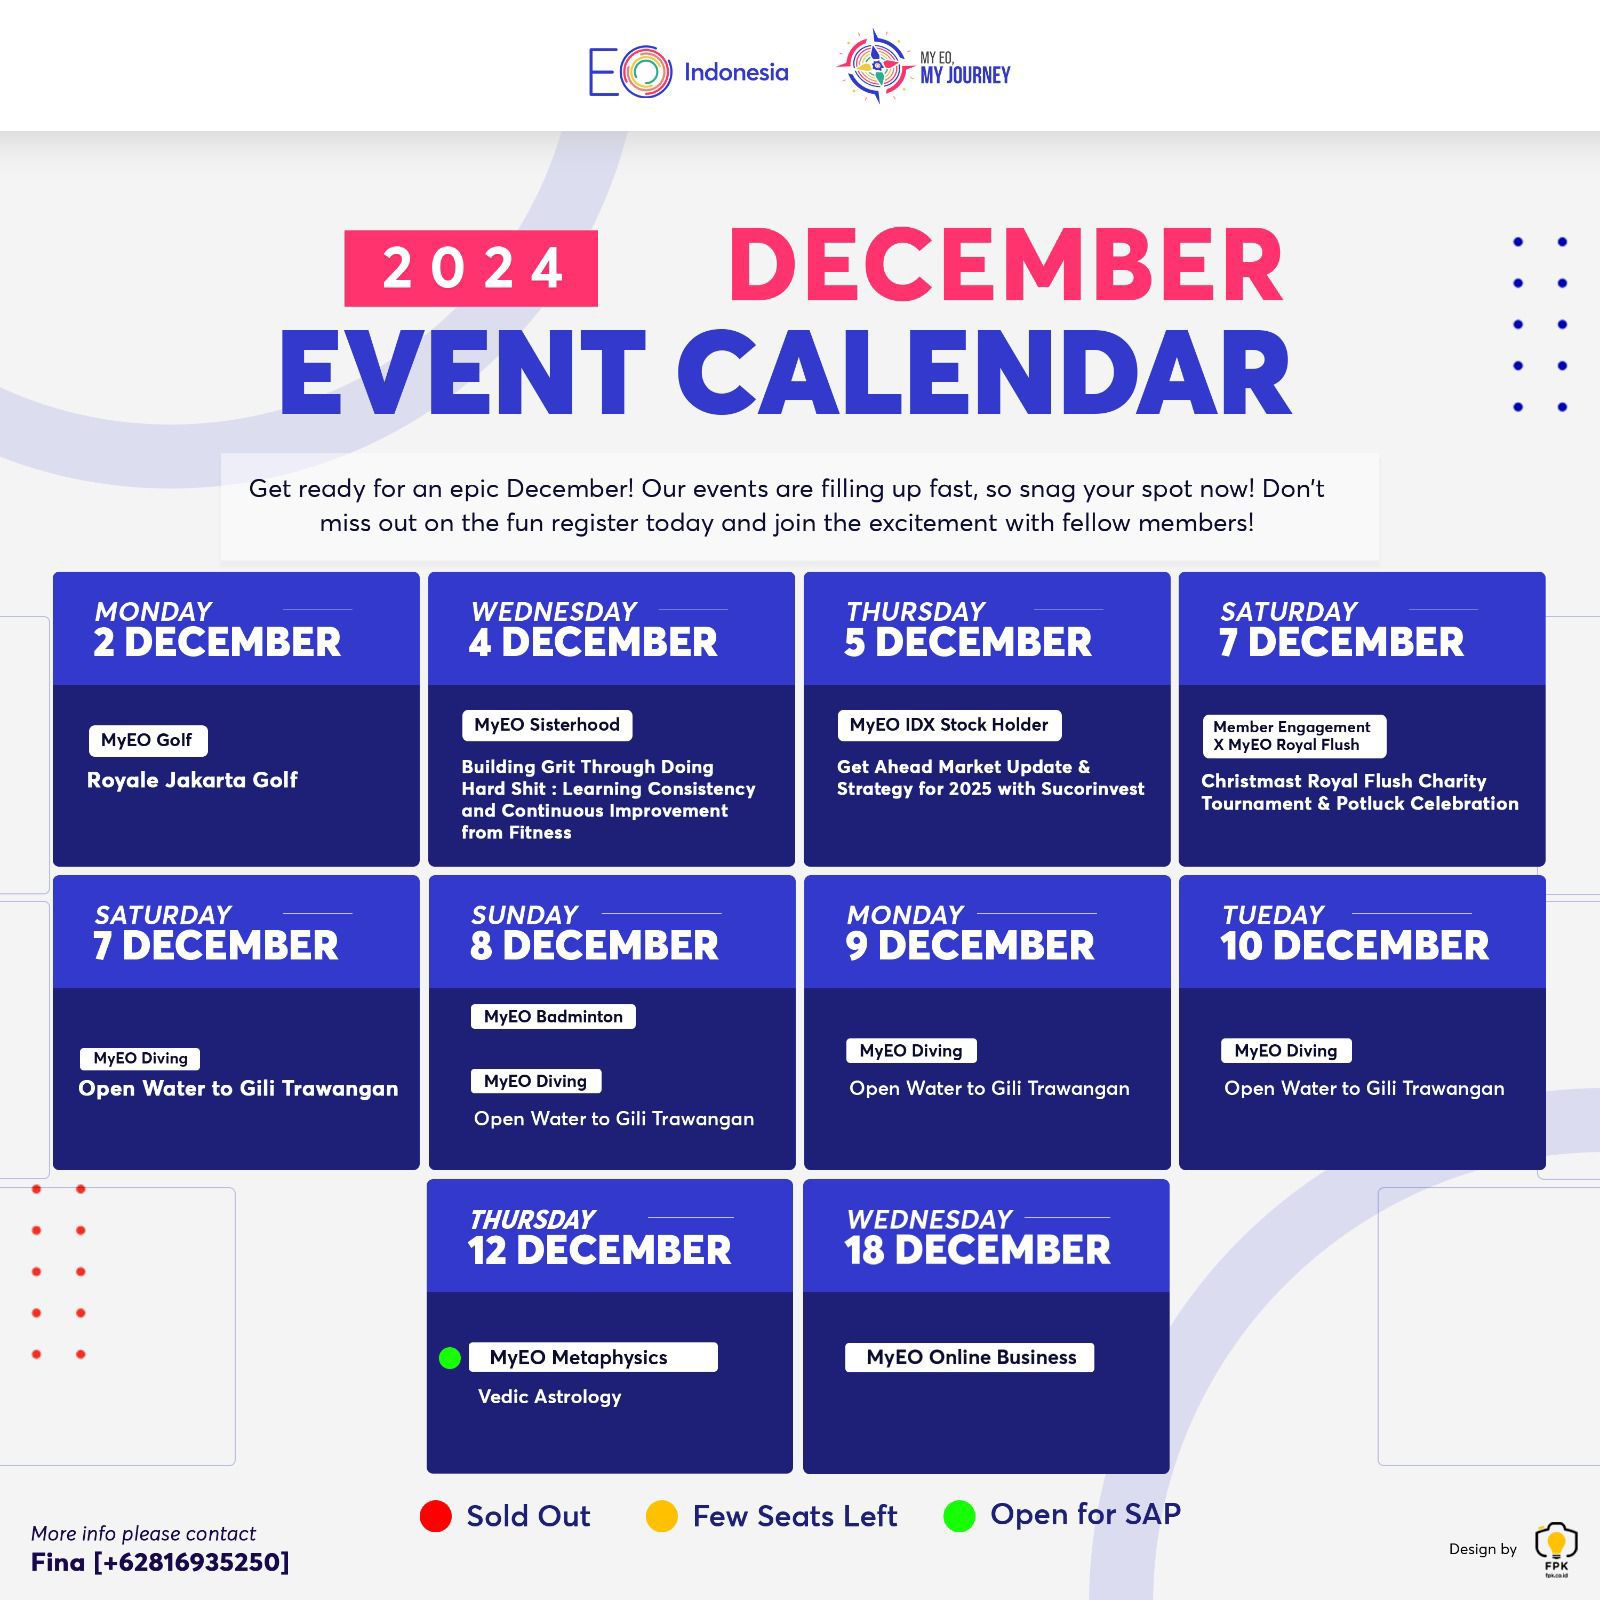 EO Indonesia
MY EO,
MY JOURNEY
2024 DECEMBER
EVENT CALENDAR
Get ready for an epic December! Our events are filling up fast, so snag your spot now! Don't
miss out on the fun register today and join the excitement with fellow members!
MONDAY
2 DECEMBER
MyEO Golf
Royale Jakarta Golf
WEDNESDAY
4 DECEMBER
MyEO Sisterhood
Building Grit Through Doing
Hard Shit : Learning Consistency
and Continuous Improvement
from Fitness
THURSDAY
5 DECEMBER
MyEO IDX Stock Holder
Get Ahead Market Update &
Strategy for 2025 with Sucorinvest
SATURDAY
7 DECEMBER
Member Engagement
X MyEO Royal Flush
Christmast Royal Flush Charity
Tournament & Potluck Celebration
SATURDAY
7 DECEMBER
MyEO Diving
Open Water to Gili Trawangan
SUNDAY
8 DECEMBER
MyEO Badminton
MyEO Diving
Open Water to Gili Trawangan
MONDAY
9 DECEMBER
MyEO Diving
Open Water to Gili Trawangan
TUEDAY
10 DECEMBER
MyEO Diving
Open Water to Gili Trawangan
THURSDAY
12 DECEMBER
MyEO Metaphysics
Vedic Astrology
WEDNESDAY
18 DECEMBER
MyEO Online Business
Sold Out
Few Seats Left
Open for SAP
More info please contact
Fina [+62816935250]
Design by
FPK
fpk.co.id